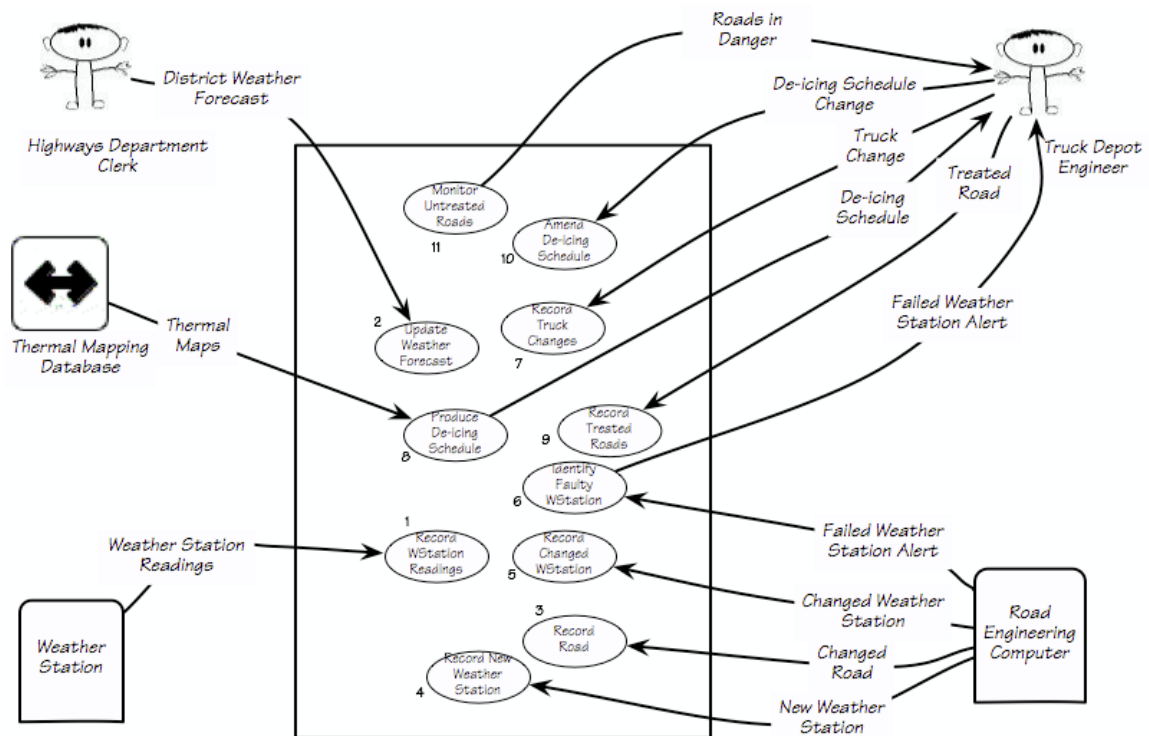 Roads in
Danger
District Weather
Forecast
De-icing Schedule
Change
Highways Department
Clerk
Truck
Change
Truck Depot
Engineer
Treated
Road
De-icing
Schedule
Monitor
Untreated
Roads
11
Amend
De-icing
Schedule
10
Thermal
Maps
Thermal Mapping
Database
2
Update
Weather
Forecast
Record
Truck
Changes
7
Failed Weather
Station Alert
Produce
De-icing
Schedule
8
Record
Treated
Roads
9
Identify
Faulty
WStation
6
Weather Station
Readings
1
Record
WStation
Readings
Record
Changed
WStation
5
Failed Weather
Station Alert
Changed Weather
Station
Weather
Station
3
Record
Road
Changed
Road
Road
Engineering
Computer
Record New
Weather
Station
4
New Weather
Station